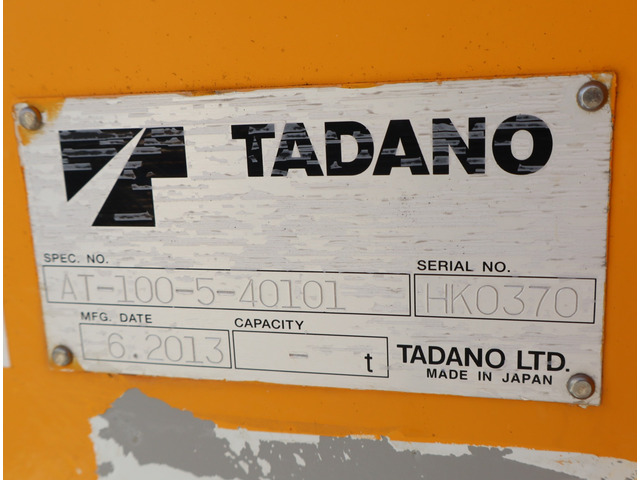 TADANO
SPEC. NO.
AT-100-5-40101
SERIAL NO.
HK0370
MFG. DATE
6.2013
CAPACITY
— t
TADANO LTD.
MADE IN JAPAN